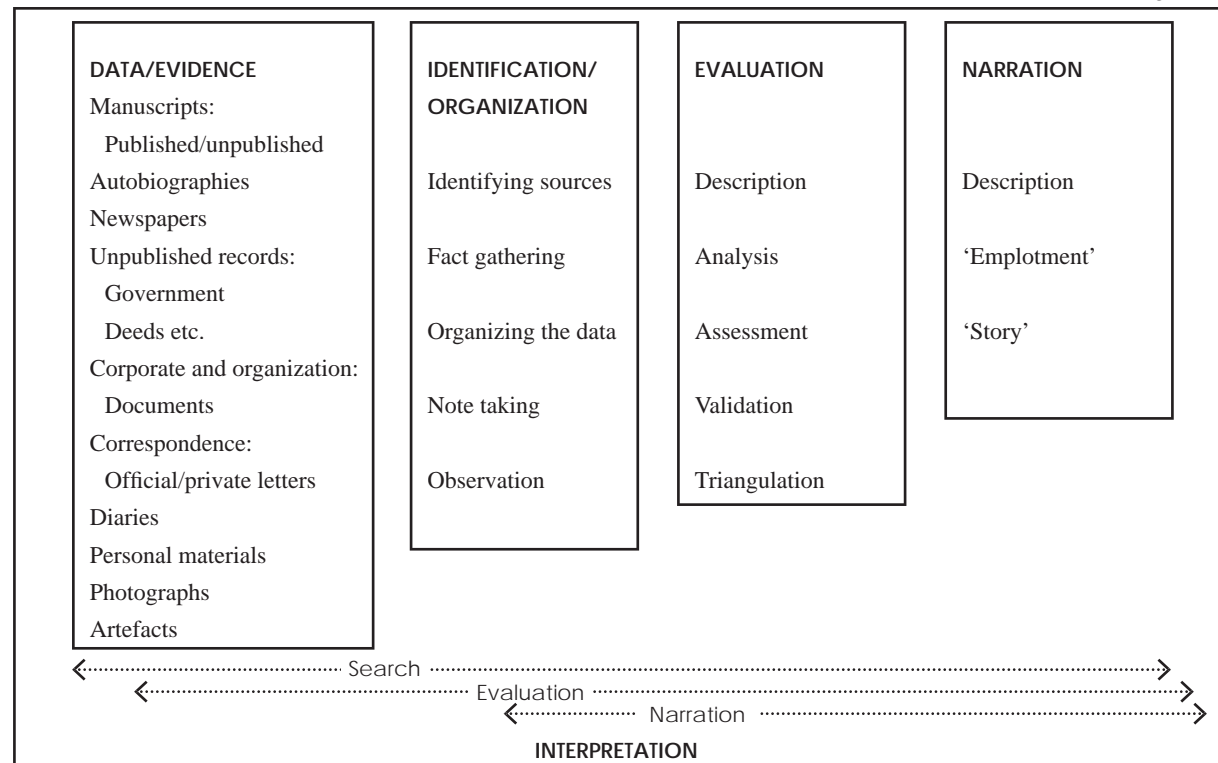 DATA/EVIDENCE
Manuscripts:
Published/unpublished
Autobiographies
Newspapers
Unpublished records:
Government
Deeds etc.
Corporate and organization:
Documents
Correspondence:
Official/private letters
Diaries
Personal materials
Photographs
Artefacts
IDENTIFICATION/
ORGANIZATION
Identifying sources
Fact gathering
Organizing the data
Note taking
Observation
EVALUATION
Description
Analysis
Assessment
Validation
Triangulation
NARRATION
Description
‘Emplotment’
‘Story’
Search
Evaluation
Narration
INTERPRETATION